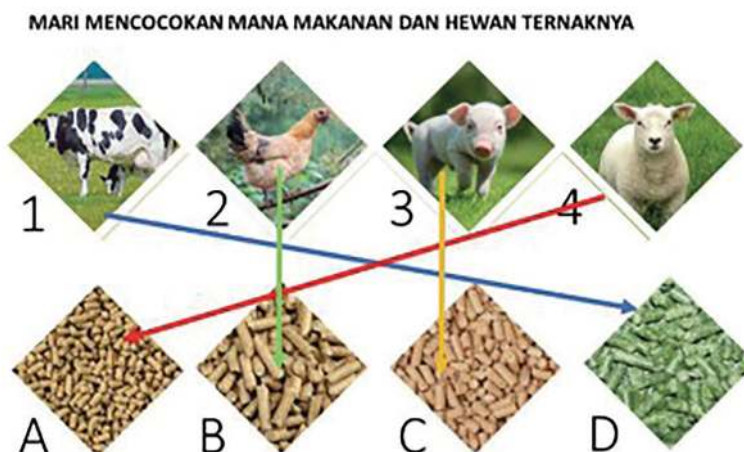 MARI MENCOCOKAN MANA MAKANAN DAN HEWAN TERNAKNYA
1 2 3 4
A B C D